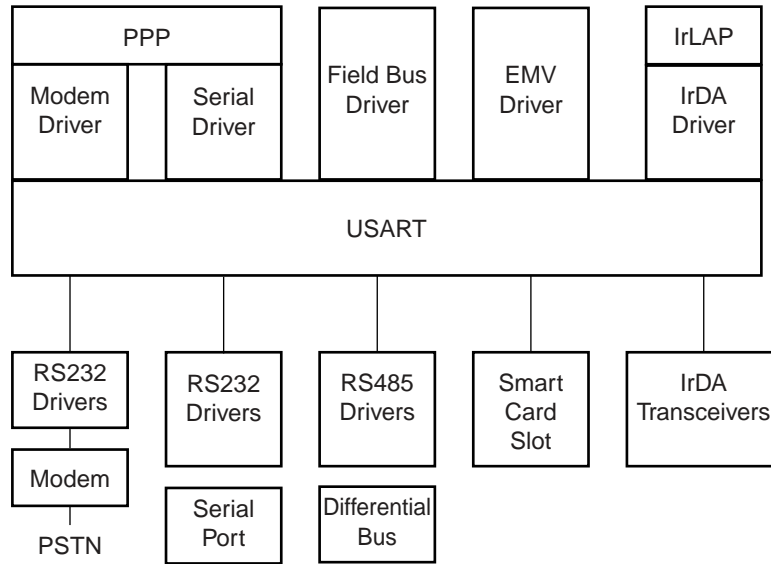 PPP
IrLAP
Modem
Driver
Serial
Driver
Field Bus
Driver
EMV
Driver
IrDA
Driver
USART
RS232
Drivers
RS232
Drivers
RS485
Drivers
Smart
Card
Slot
IrDA
Transceivers
Modem
Serial
Port
Differential
Bus
PSTN